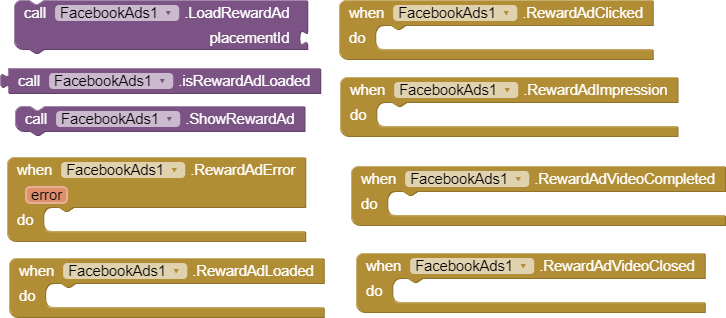 call FacebookAds1 .LoadRewardAd
placementId
call FacebookAds1 .isRewardAdLoaded
call FacebookAds1 .ShowRewardAd
when FacebookAds1 .RewardAdError
error
do
when FacebookAds1 .RewardAdLoaded
do
when FacebookAds1 .RewardAdClicked
do
when FacebookAds1 .RewardAdImpression
do
when FacebookAds1 .RewardAdVideoCompleted
do
when FacebookAds1 .RewardAdVideoClosed
do